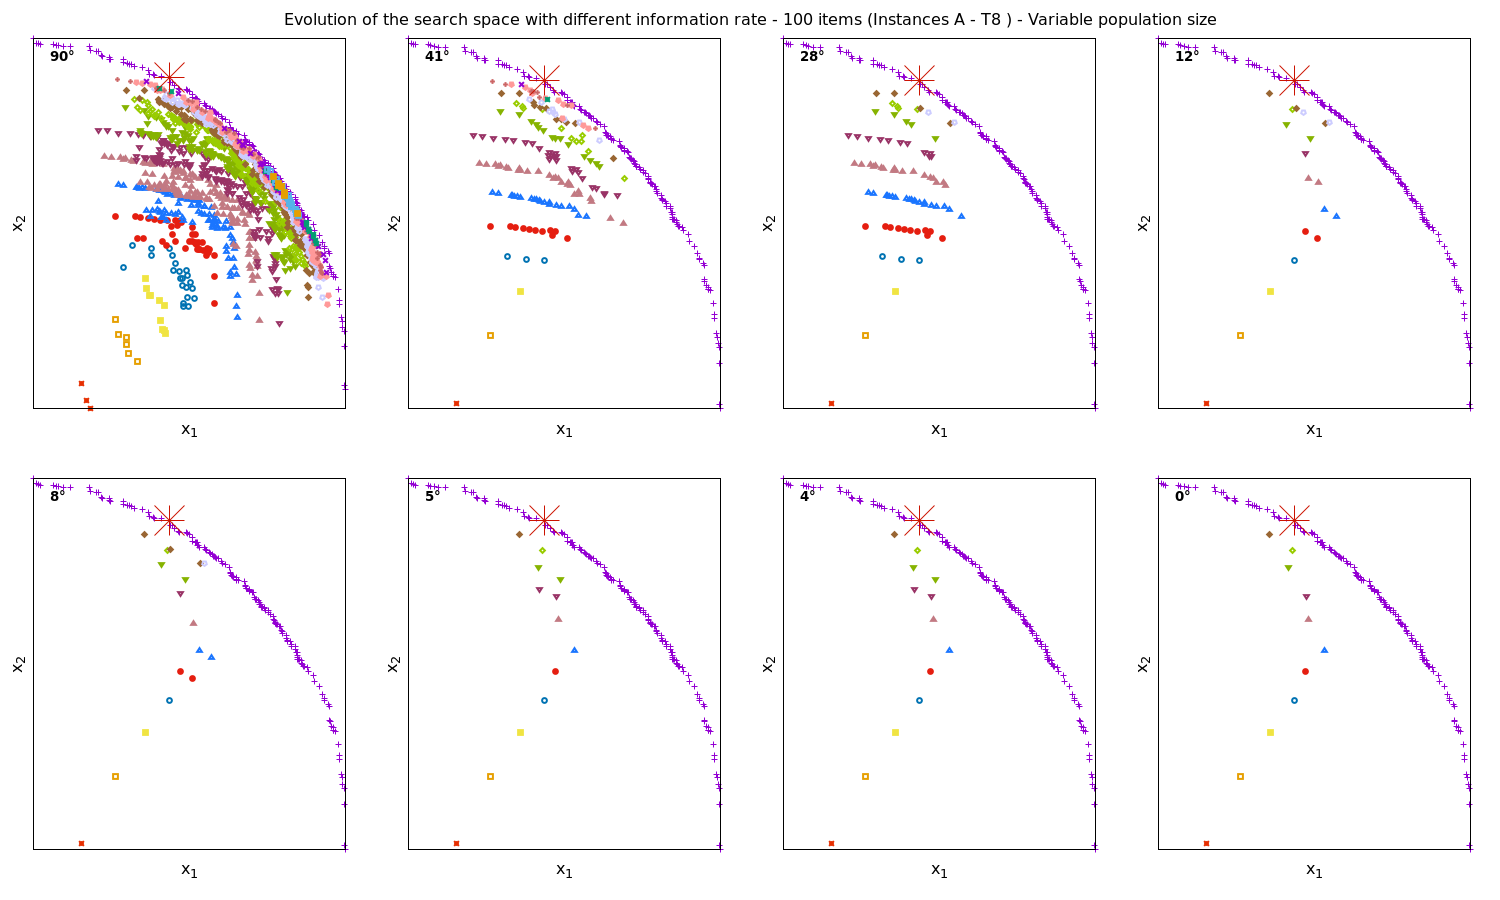 Evolution of the search space with different information rate - 100 items (Instances A - T8 ) - Variable population size
90°
41°
28°
12°
x2
x2
x2
x2
x1
x1
x1
x1
8°
5°
4°
0°
x2
x2
x2
x2
x1
x1
x1
x1